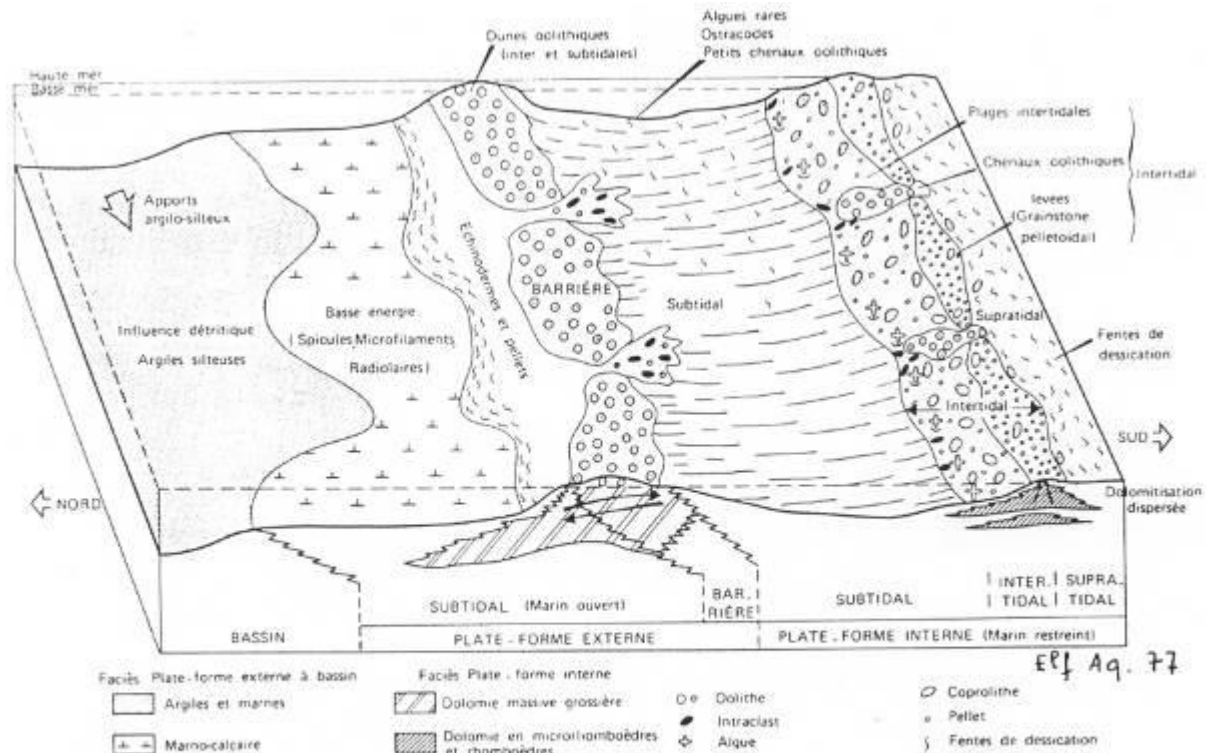 Haute mer
Basse mer
Dunes oolithiques
(inter et subtidales)
Algues rares
Ostracodes
Petits chenaux oolithiques
Plages intertidales
Chenaux oolithiques
Intertidal
levées
(Grainstone
pelletoidal)
Apports
argilo-silteux
Influence détritique
Argiles silteuses
Basse énergie
(Spicules Microfilaments
Radiolaires)
Echinodermes et pellets
BARRIÈRE
Subtidal
Supratidal
Fentes de
dessication
Intertidal
SUD
NORD
Dolomitisation
dispersée
BASSIN
SUBTIDAL (Marin ouvert)
BAR.
RIÈRE
SUBTIDAL
INTER.
TIDAL
SUPRA.
TIDAL
PLATE-FORME EXTERNE
PLATE-FORME INTERNE (Marin restreint)
Epf Aq. 77
Faciès Plate-forme externe à bassin
Argiles et marnes
Marno-calcaire
Faciès Plate-forme interne
Dolomie massive grossière
Dolomie en microrhomboèdres
et rhomboèdres
Oolithe
Intraclast
Algue
Coprolithe
Pellet
Fentes de dessication